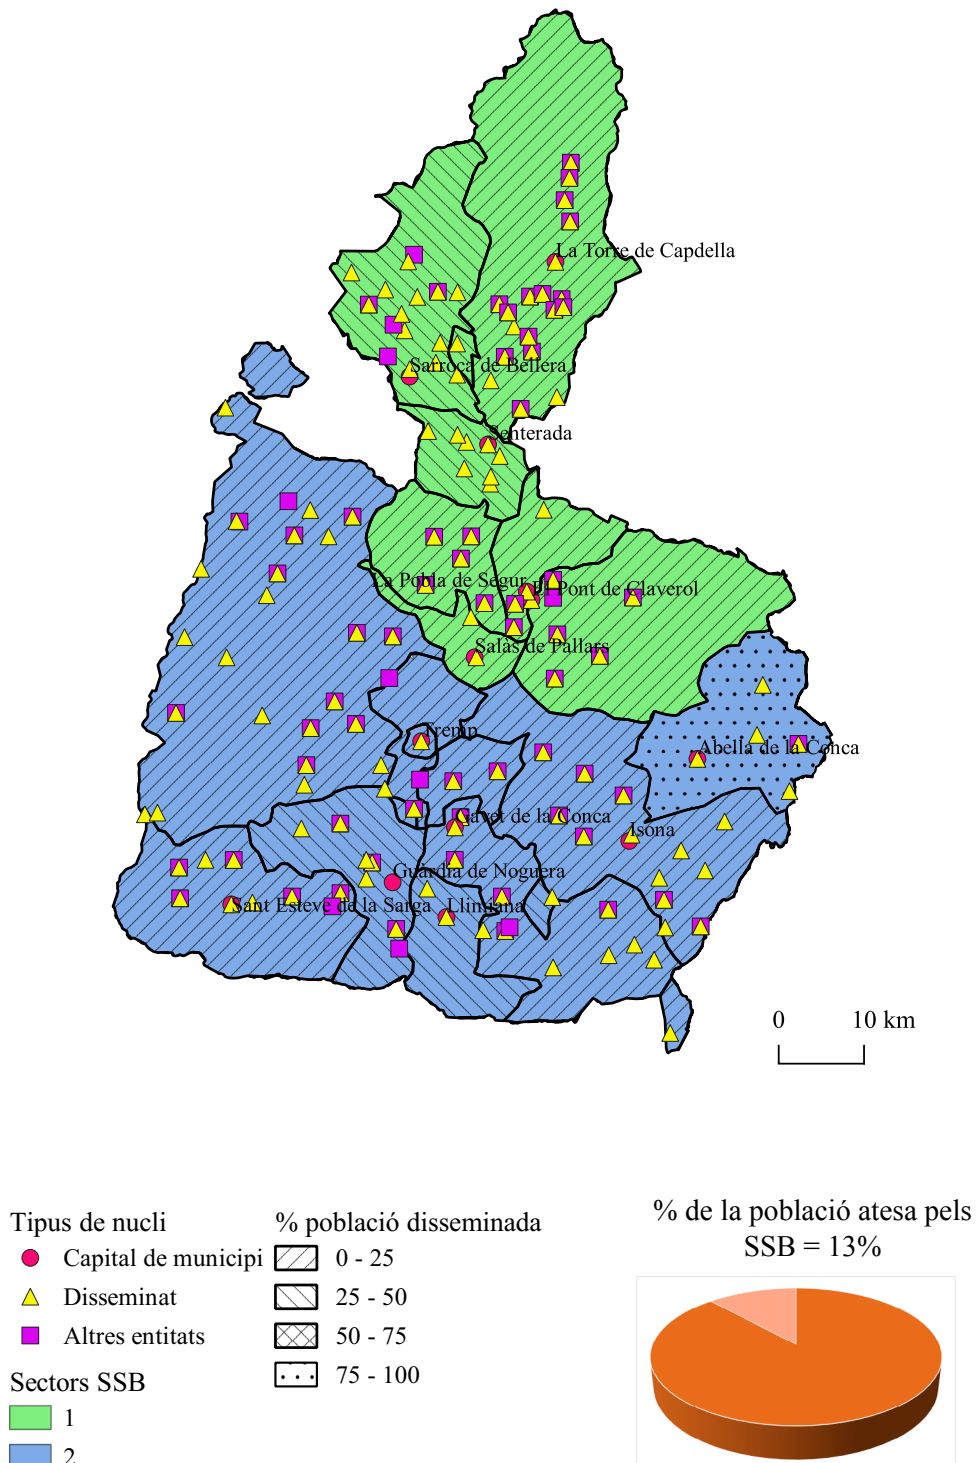 La Torre de Capdella
Sarroca de Bellera
Senterada
La Pobla de Segur
El Pont de Claverol
Salàs de Pallars
Tremp
Abella de la Conca
Gavet de la Conca
Isona
Guàrdia de Noguera
Sant Esteve de la Sarga
Llimiana
0 10 km
Tipus de nucli
Capital de municipi
Disseminat
Altres entitats
Sectors SSB
1
2
% població disseminada
0 - 25
25 - 50
50 - 75
75 - 100
% de la població atesa pels
SSB = 13%